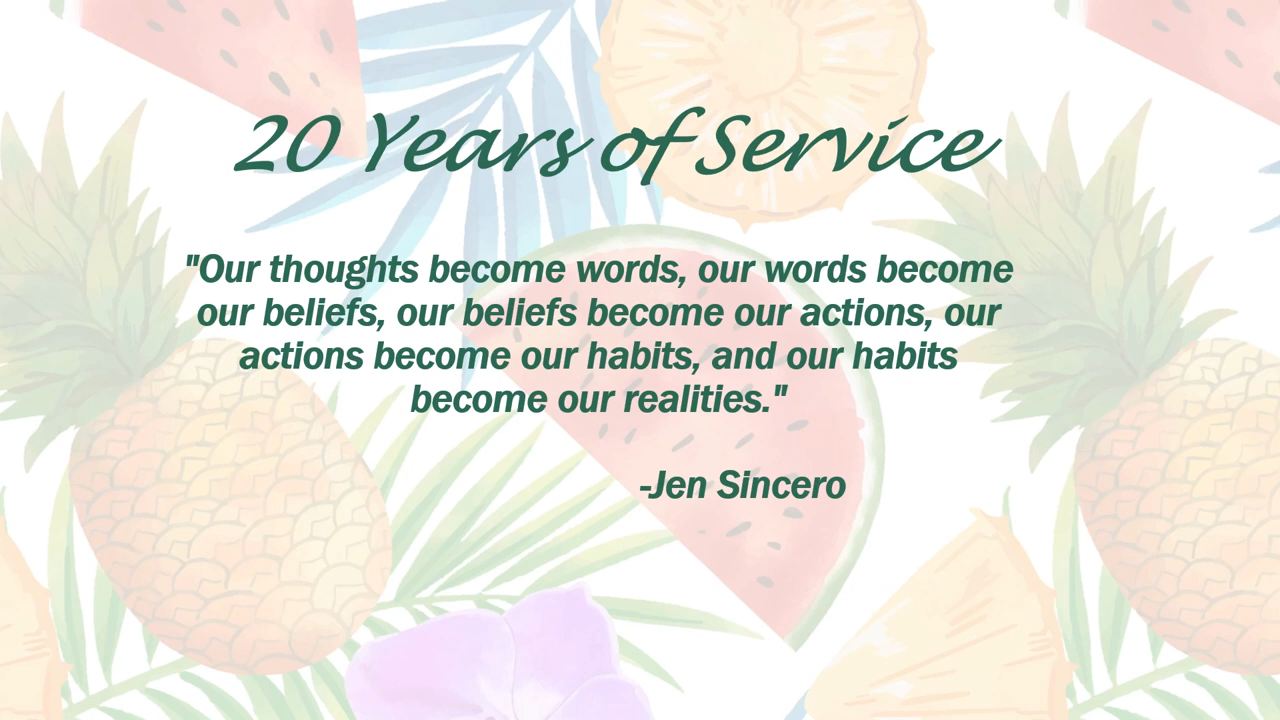 20 Years of Service
"Our thoughts become words, our words become
our beliefs, our beliefs become our actions, our
actions become our habits, and our habits
become our realities."
-Jen Sincero